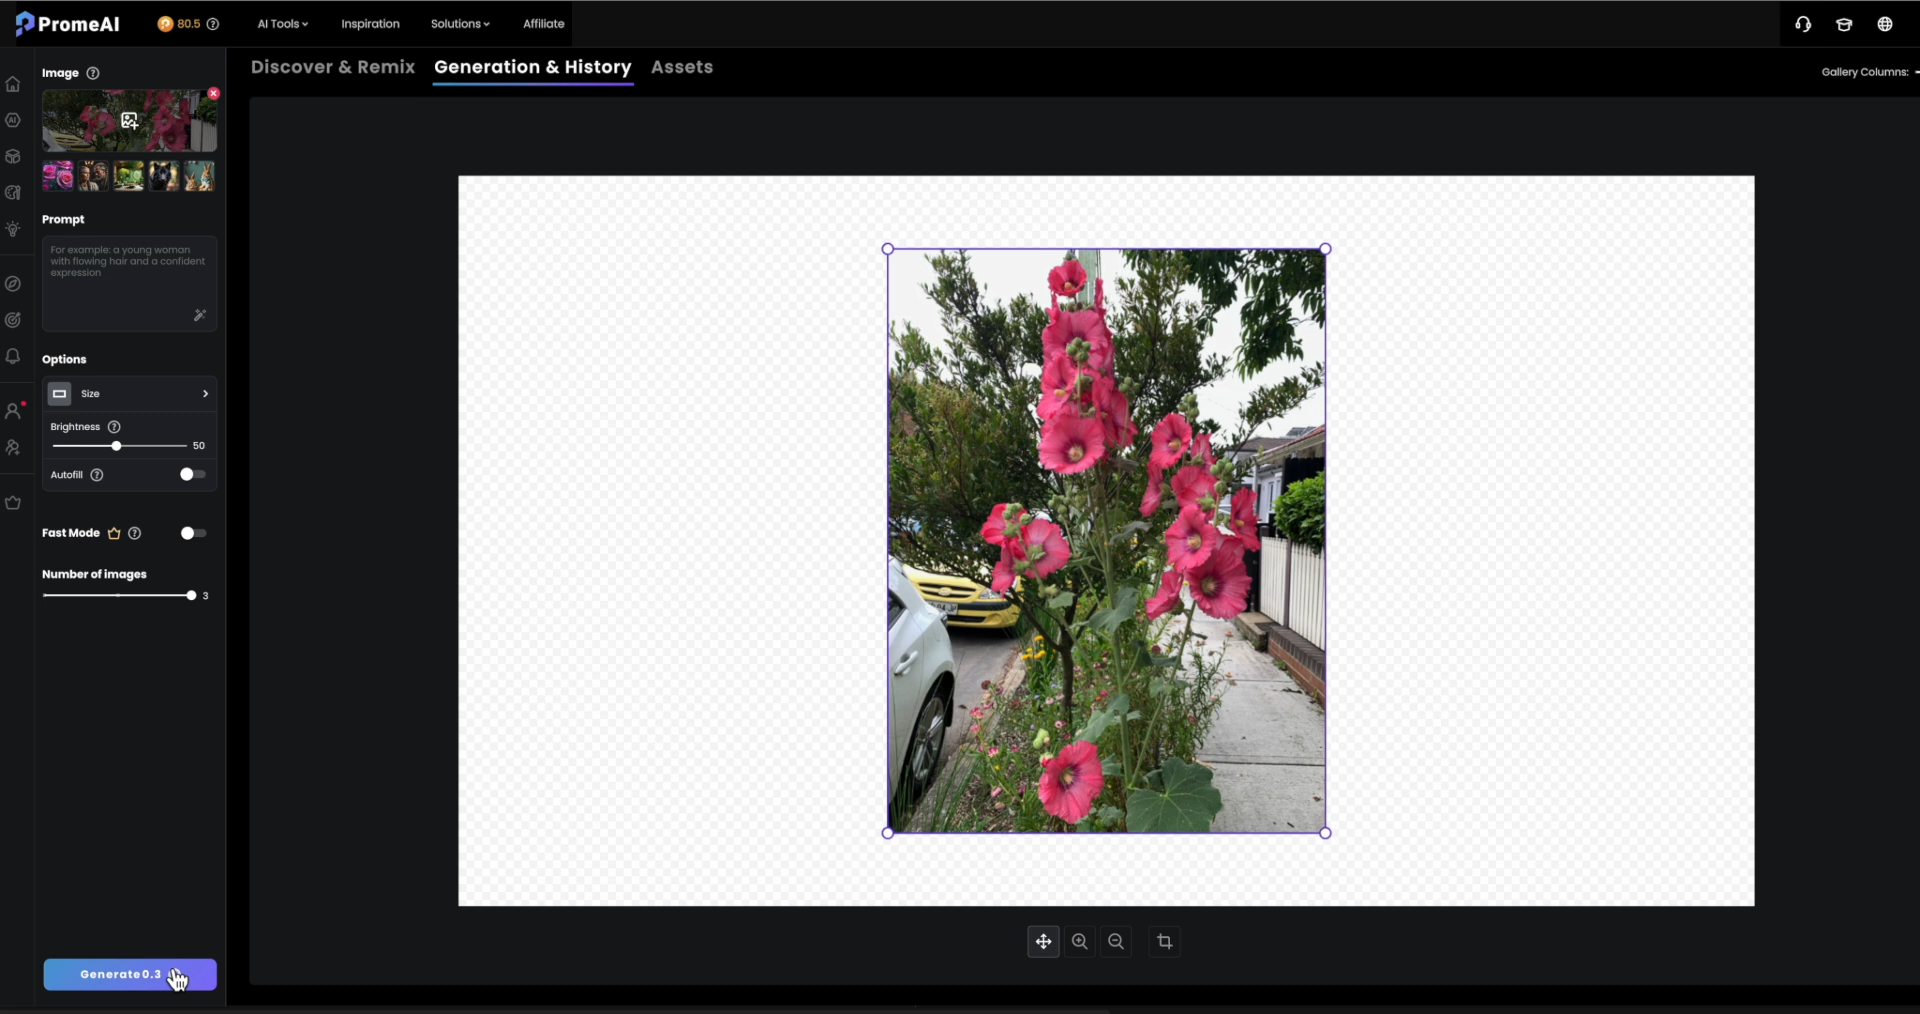 PromeAI
80.5
AI Tools
Inspiration
Solutions
Affiliate
Image
Discover & Remix
Generation & History
Assets
Gallery Columns:
Prompt
For example: a young woman
with flowing hair and a confident
expression
Options
Size
Brightness
50
Autofill
Fast Mode
Number of images
3
Generate 0.3